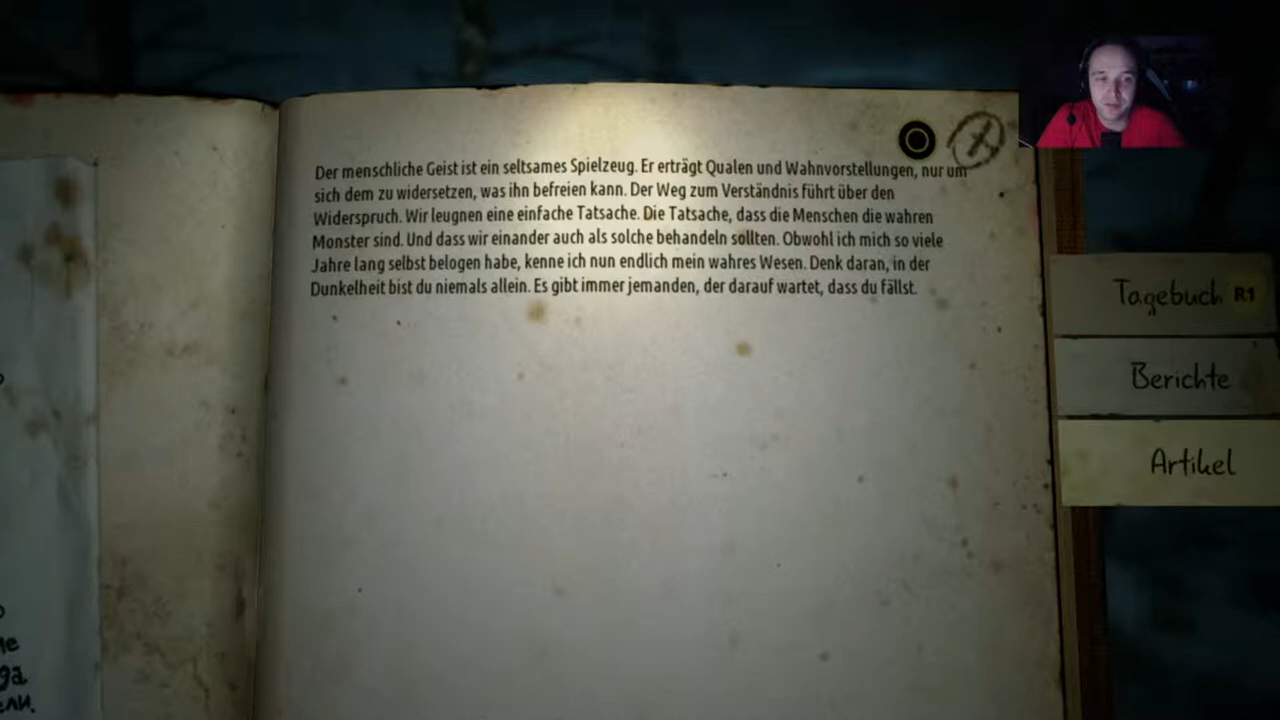 Der menschliche Geist ist ein seltsames Spielzeug. Er erträgt Qualen und Wahnvorstellungen, nur um
sich dem zu widersetzen, was ihn befreien kann. Der Weg zum Verständnis führt über den
Widerspruch. Wir leugnen eine einfache Tatsache. Die Tatsache, dass die Menschen die wahren
Monster sind. Und dass wir einander auch als solche behandeln sollten. Obwohl ich mich so viele
Jahre lang selbst belogen habe, kenne ich nun endlich mein wahres Wesen. Denk daran, in der
Dunkelheit bist du niemals allein. Es gibt immer jemanden, der darauf wartet, dass du fällst.
Tagebuch R1
Berichte
Artikel